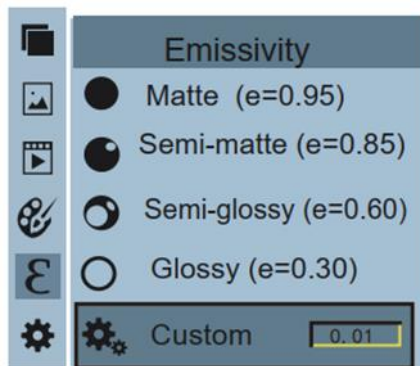 Emissivity
Matte (e=0.95)
Semi-matte (e=0.85)
Semi-glossy (e=0.60)
ε
Glossy (e=0.30)
Custom 0.01